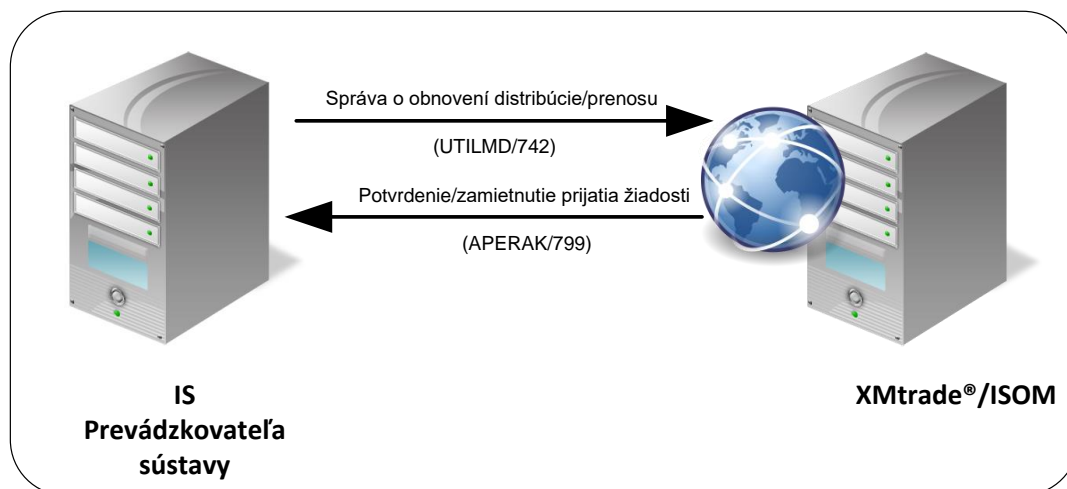 Správa o obnovení distribúcie/prenosu
(UTILMD/742)
Potvrdenie/zamietnutie prijatia žiadosti
(APERAK/799)
IS
Prevádzkovateľa
sústavy
XMtrade®/ISOM